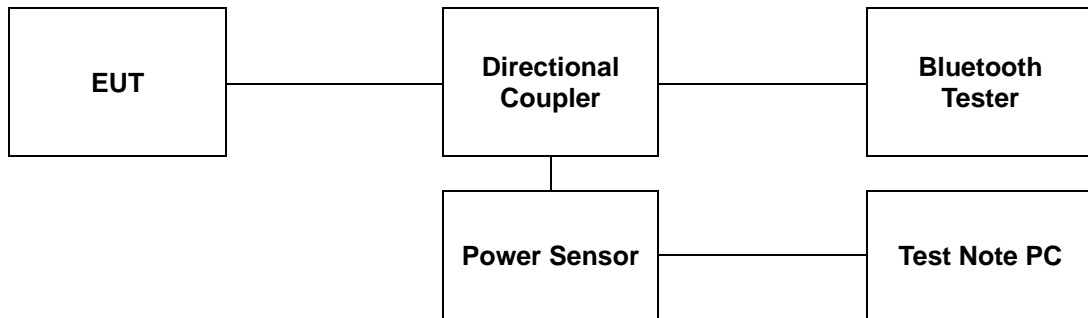 EUT
Directional
Coupler
Bluetooth
Tester
Power Sensor
Test Note PC